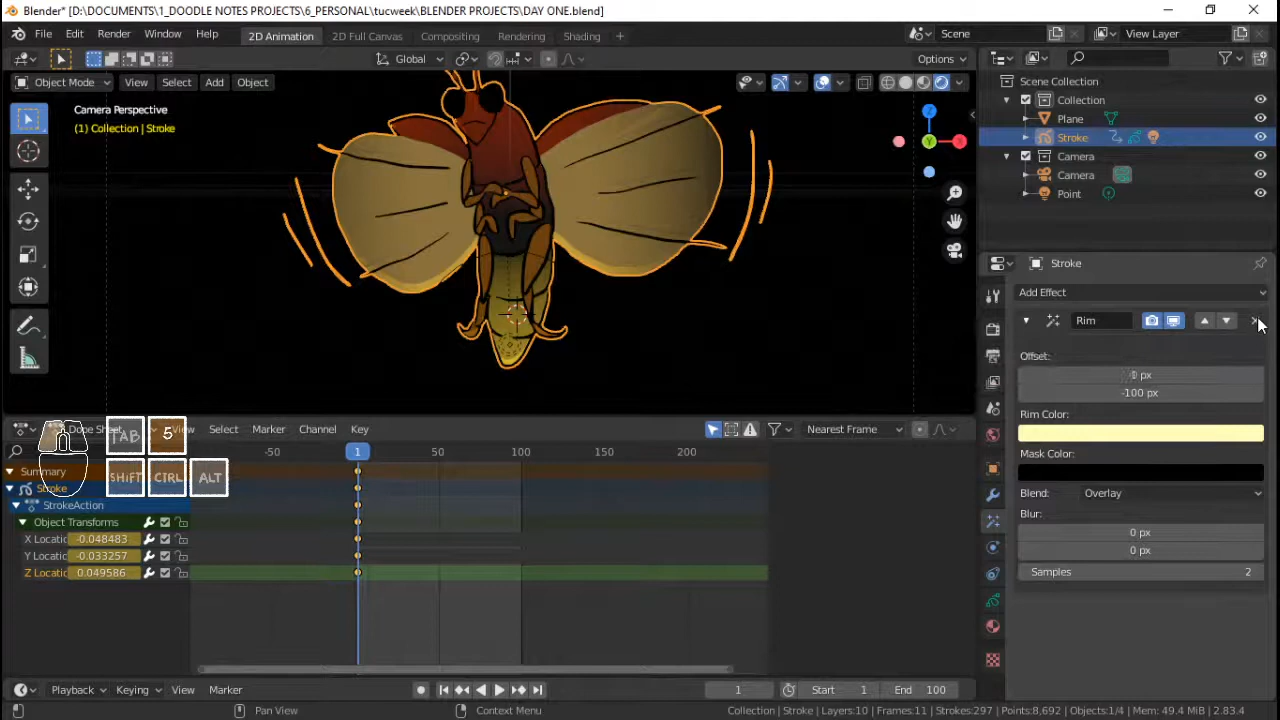 Blender* [D:\DOCUMENTS\1_DOODLE NOTES PROJECTS\6_PERSONAL\tucweek\BLENDER PROJECTS\DAY ONE.blend]
File Edit Render Window Help 2D Animation 2D Full Canvas Compositing Rendering Shading + Scene View Layer
Global Options
Object Mode View Select Add Object
Camera Perspective
(1) Collection | Stroke
Scene Collection
Collection
Plane
Stroke
Camera
Camera
Point
Stroke
Add Effect
Rim
Offset:
px
-100 px
Rim Color:
Mask Color:
Blend: Overlay
Blur:
0 px
0 px
Samples 2
Dope Sheet View Select Marker Channel Key Nearest Frame
TAB 5
SHIFT CTRL ALT
-50 1 50 100 150 200
Summary
Stroke
StrokeAction
Object Transforms
X Locatic -0.048483
Y Locatic -0.033257
Z Locatic 0.049586
Playback Keying View Marker 1 Start 1 End 100
Pan View Context Menu Collection | Stroke | Layers:10 | Frames:11 | Strokes:297 | Points:8,692 | Objects:1/4 | Mem: 49.4 MiB | 2.83.4